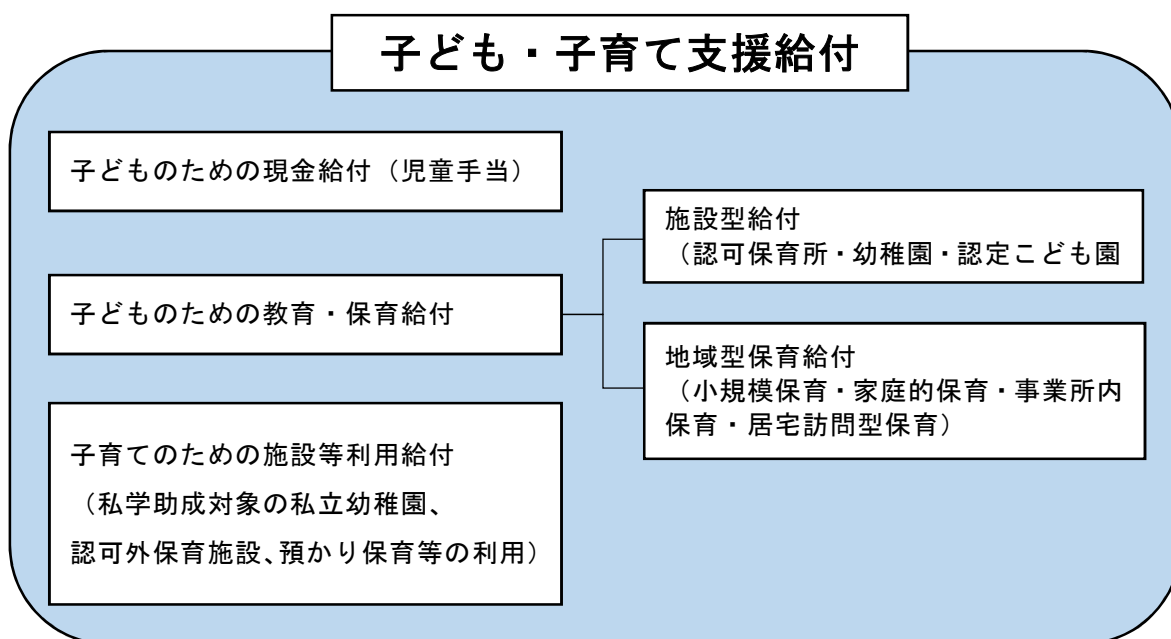 子ども・子育て支援給付
子どものための現金給付（児童手当）
子どものための教育・保育給付
施設型給付
（認可保育所・幼稚園・認定こども園
地域型保育給付
（小規模保育・家庭的保育・事業所内
保育・居宅訪問型保育）
子育てのための施設等利用給付
（私学助成対象の私立幼稚園、
認可外保育施設、預かり保育等の利用）